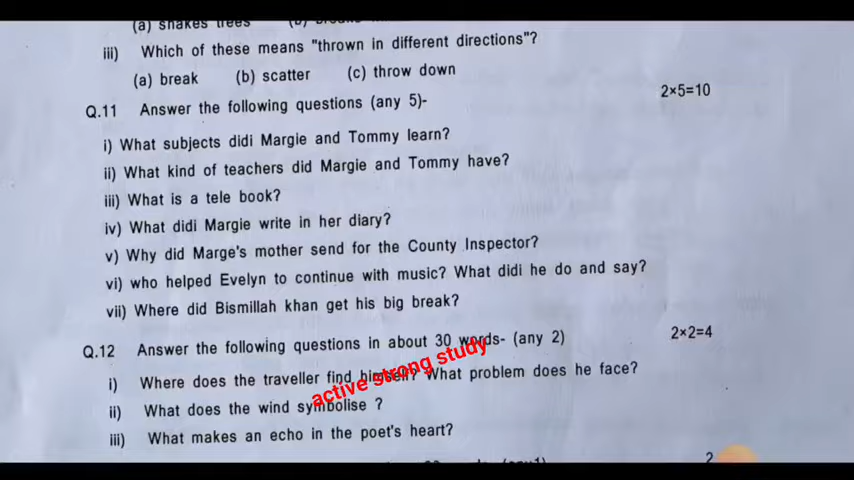 (a) shakes trees (b)
iii) Which of these means "thrown in different directions"?
(a) break (b) scatter (c) throw down
Q.11 Answer the following questions (any 5)- 2×5=10
i) What subjects didi Margie and Tommy learn?
ii) What kind of teachers did Margie and Tommy have?
iii) What is a tele book?
iv) What didi Margie write in her diary?
v) Why did Marge's mother send for the County Inspector?
vi) who helped Evelyn to continue with music? What didi he do and say?
vii) Where did Bismillah khan get his big break?
Q.12 Answer the following questions in about 30 words- (any 2) 2×2=4
i) Where does the traveller find himself? What problem does he face?
active strong study
ii) What does the wind symbolise ?
iii) What makes an echo in the poet's heart?
2